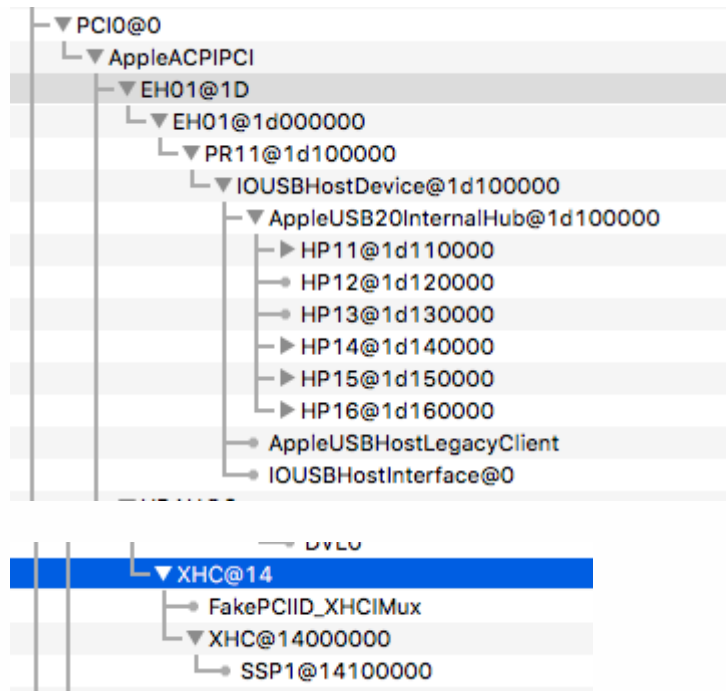 PCI0@0
AppleACPIPCI
EH01@1D
EH01@1d000000
PR11@1d100000
IOUSBHostDevice@1d100000
AppleUSB20InternalHub@1d100000
HP11@1d110000
HP12@1d120000
HP13@1d130000
HP14@1d140000
HP15@1d150000
HP16@1d160000
AppleUSBHostLegacyClient
IOUSBHostInterface@0
XHC@14
FakePCIID_XHCIMux
XHC@14000000
SSP1@14100000